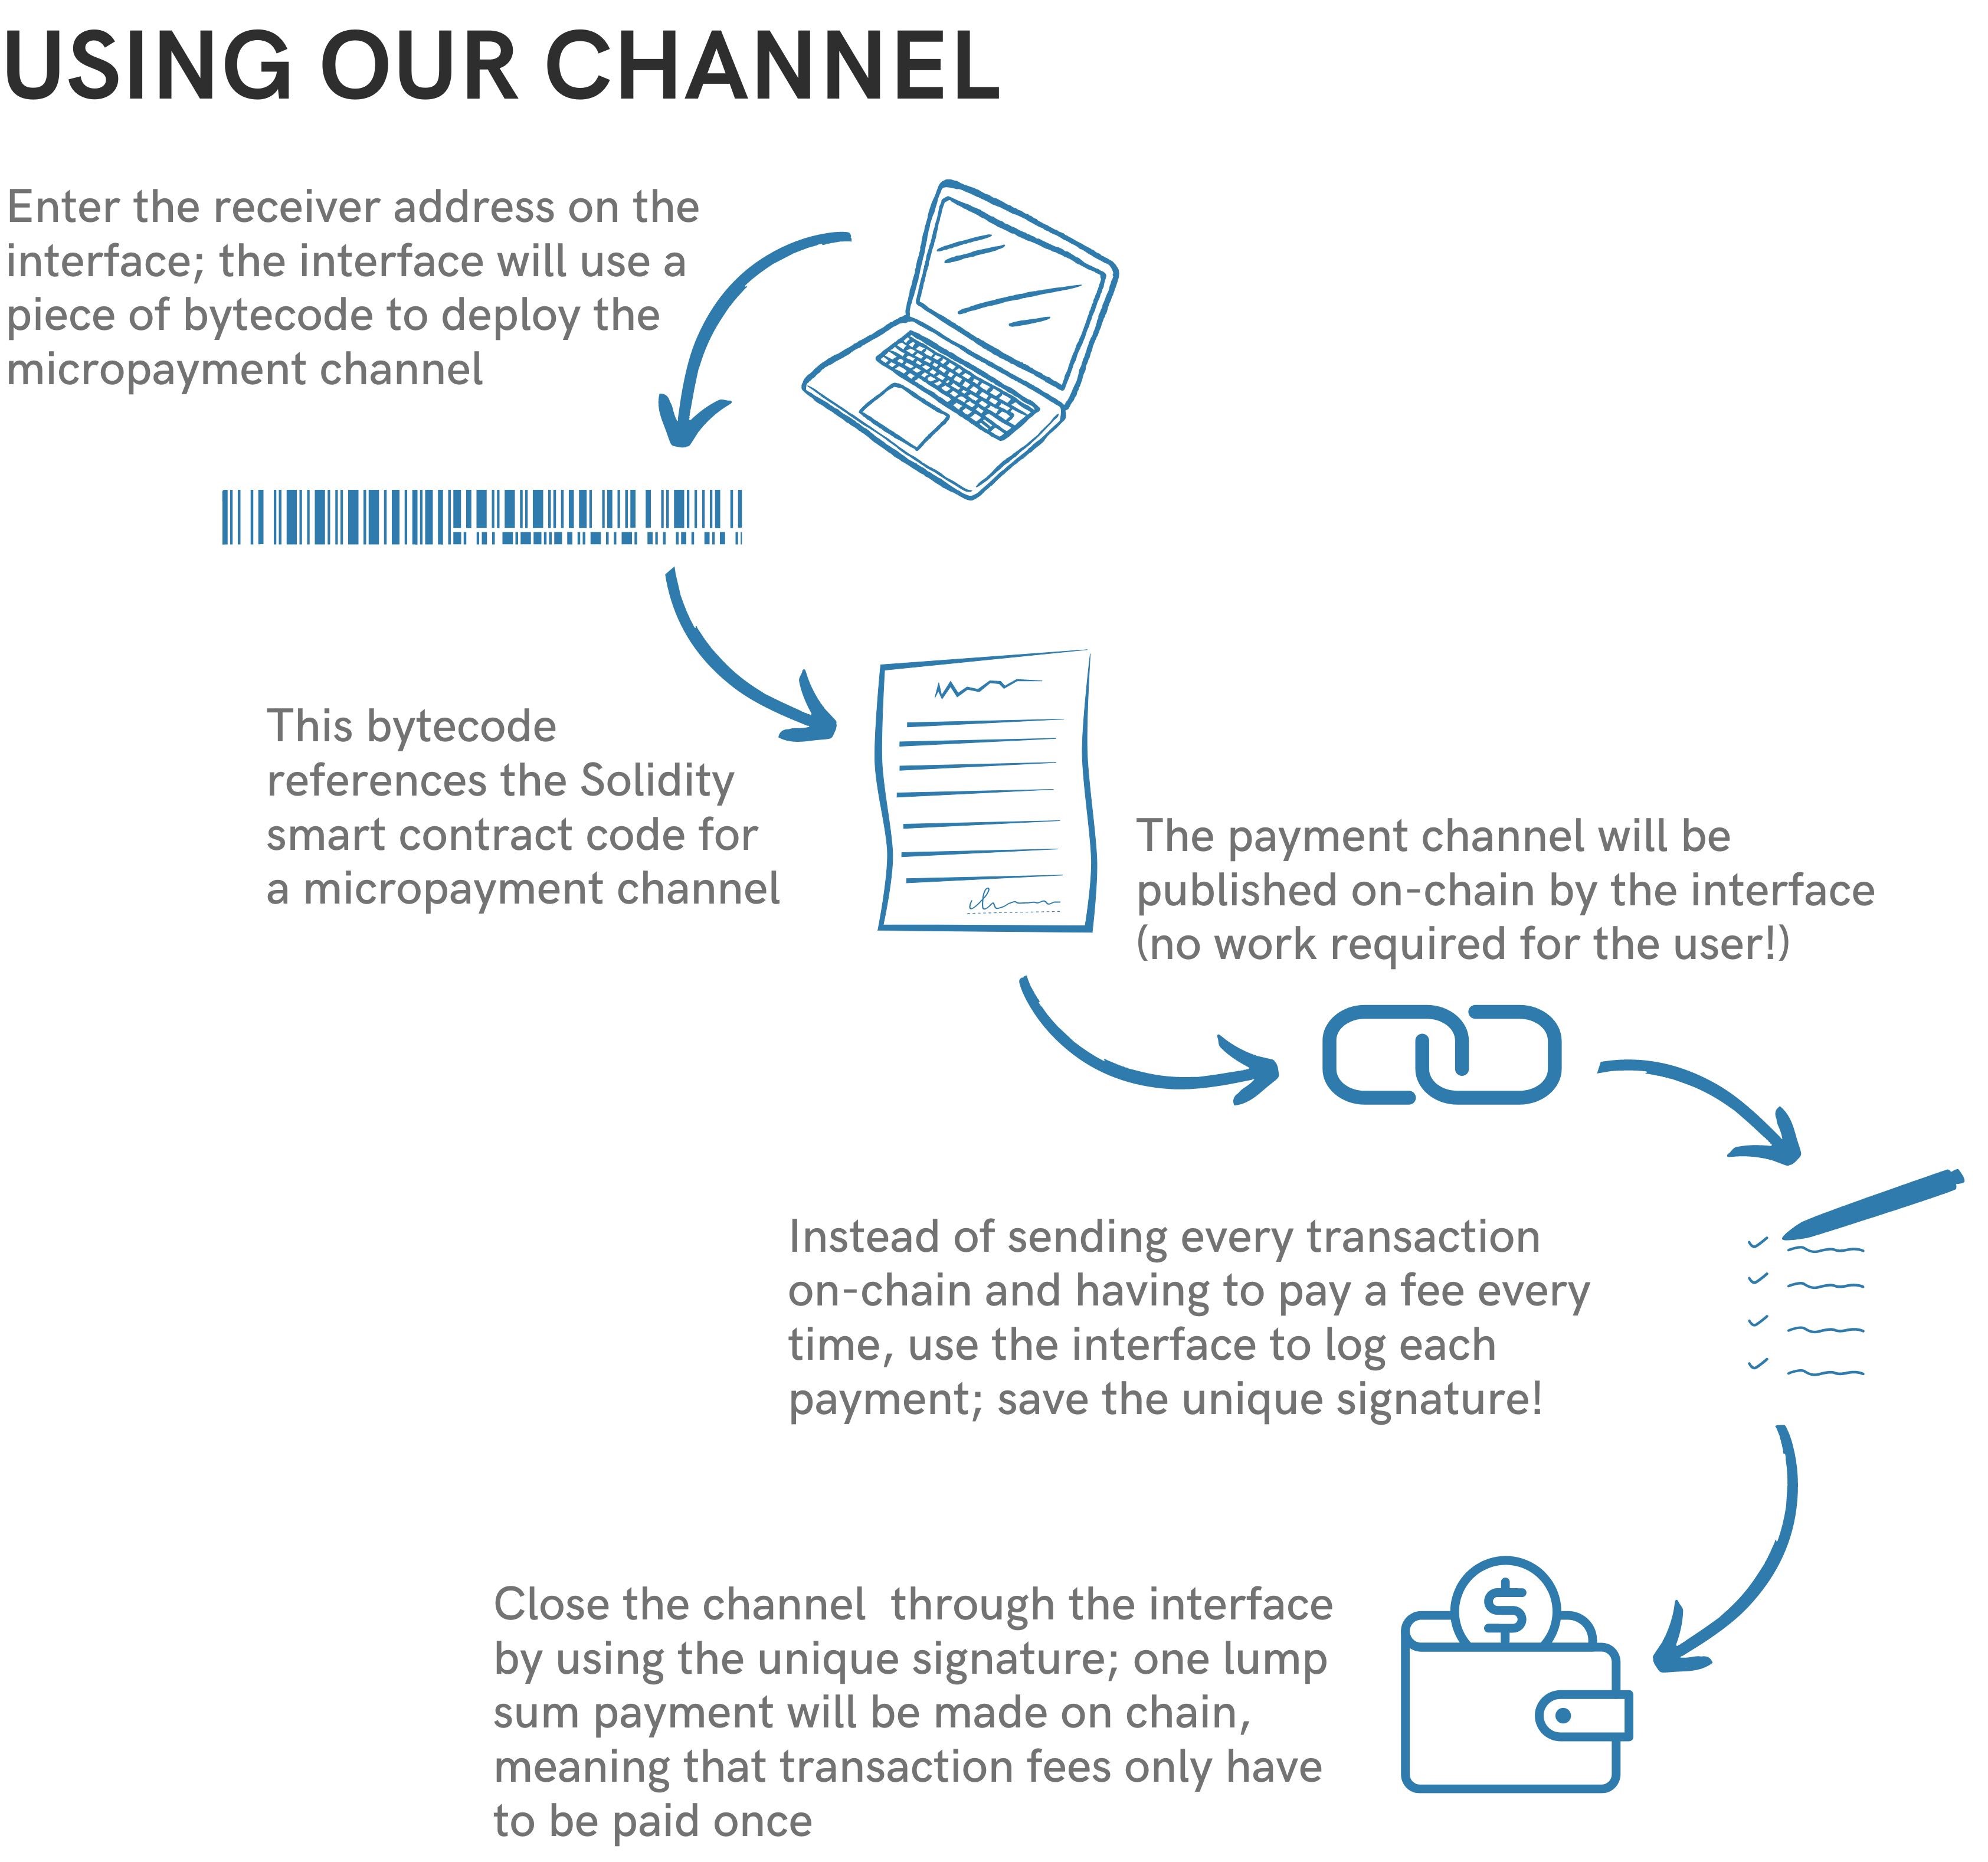 USING OUR CHANNEL
Enter the receiver address on the
interface; the interface will use a
piece of bytecode to deploy the
micropayment channel
This bytecode
references the Solidity
smart contract code for
a micropayment channel
The payment channel will be
published on-chain by the interface
(no work required for the user!)
Instead of sending every transaction
on-chain and having to pay a fee every
time, use the interface to log each
payment; save the unique signature!
Close the channel  through the interface
by using the unique signature; one lump
sum payment will be made on chain,
meaning that transaction fees only have
to be paid once